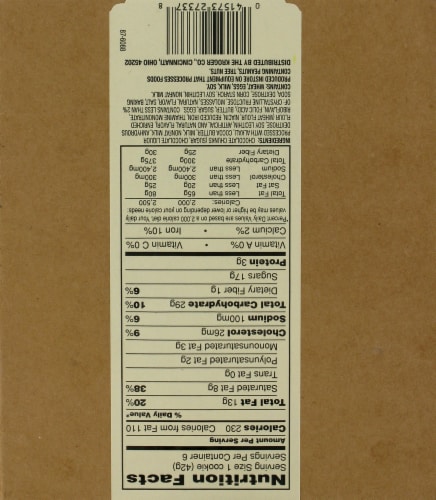 Nutrition Facts
Serving Size 1 cookie (42g)
Servings Per Container 6
Amount Per Serving
Calories 230 Calories from Fat 110
% Daily Value*
Total Fat 13g 20%
Saturated Fat 8g 38%
Trans Fat 0g
Polyunsaturated Fat 2g
Monounsaturated Fat 3g
Cholesterol 26mg 9%
Sodium 100mg 6%
Total Carbohydrate 29g 10%
Dietary Fiber 1g 6%
Sugars 17g
Protein 3g
Vitamin A 0% • Vitamin C 0%
Calcium 2% • Iron 10%
Percent Daily Values are based on a 2,000 calorie diet. Your daily
values may be higher or lower depending on your calorie needs:
Calories: 2,000 2,500
Total Fat Less than 65g 80g
Sat Fat Less than 20g 25g
Cholesterol Less than 300mg 300mg
Sodium Less than 2,400mg 2,400mg
Total Carbohydrate 300g 375g
Dietary Fiber 25g 30g
INGREDIENTS: CHOCOLATE CHUNKS (SUGAR, CHOCOLATE LIQUOR
PROCESSED WITH ALKALI, COCOA BUTTER, MILK, NONFAT MILK, ANHYDROUS
DEXTROSE, SOY LECITHIN, ARTIFICIAL AND NATURAL FLAVOR), ENRICHED
FLOUR (WHEAT FLOUR, NIACIN, REDUCED IRON, THIAMINE MONONITRATE,
RIBOFLAVIN, FOLIC ACID), BUTTER, SUGAR, EGGS. CONTAINS LESS THAN 2%
OF CRYSTALLINE FRUCTOSE, MOLASSES, NATURAL FLAVOR, SALT, BAKING
SODA, DEXTROSE, CORN STARCH, SOY LECITHIN, NONFAT MILK.
CONTAINS: WHEAT, EGGS, MILK, SOY.
PRODUCED INSTORE ON EQUIPMENT THAT PROCESSES FOODS
CONTAINING PEANUTS, TREE NUTS.
DISTRIBUTED BY THE KROGER CO., CINCINNATI, OHIO 45202
0 41573 27337 8